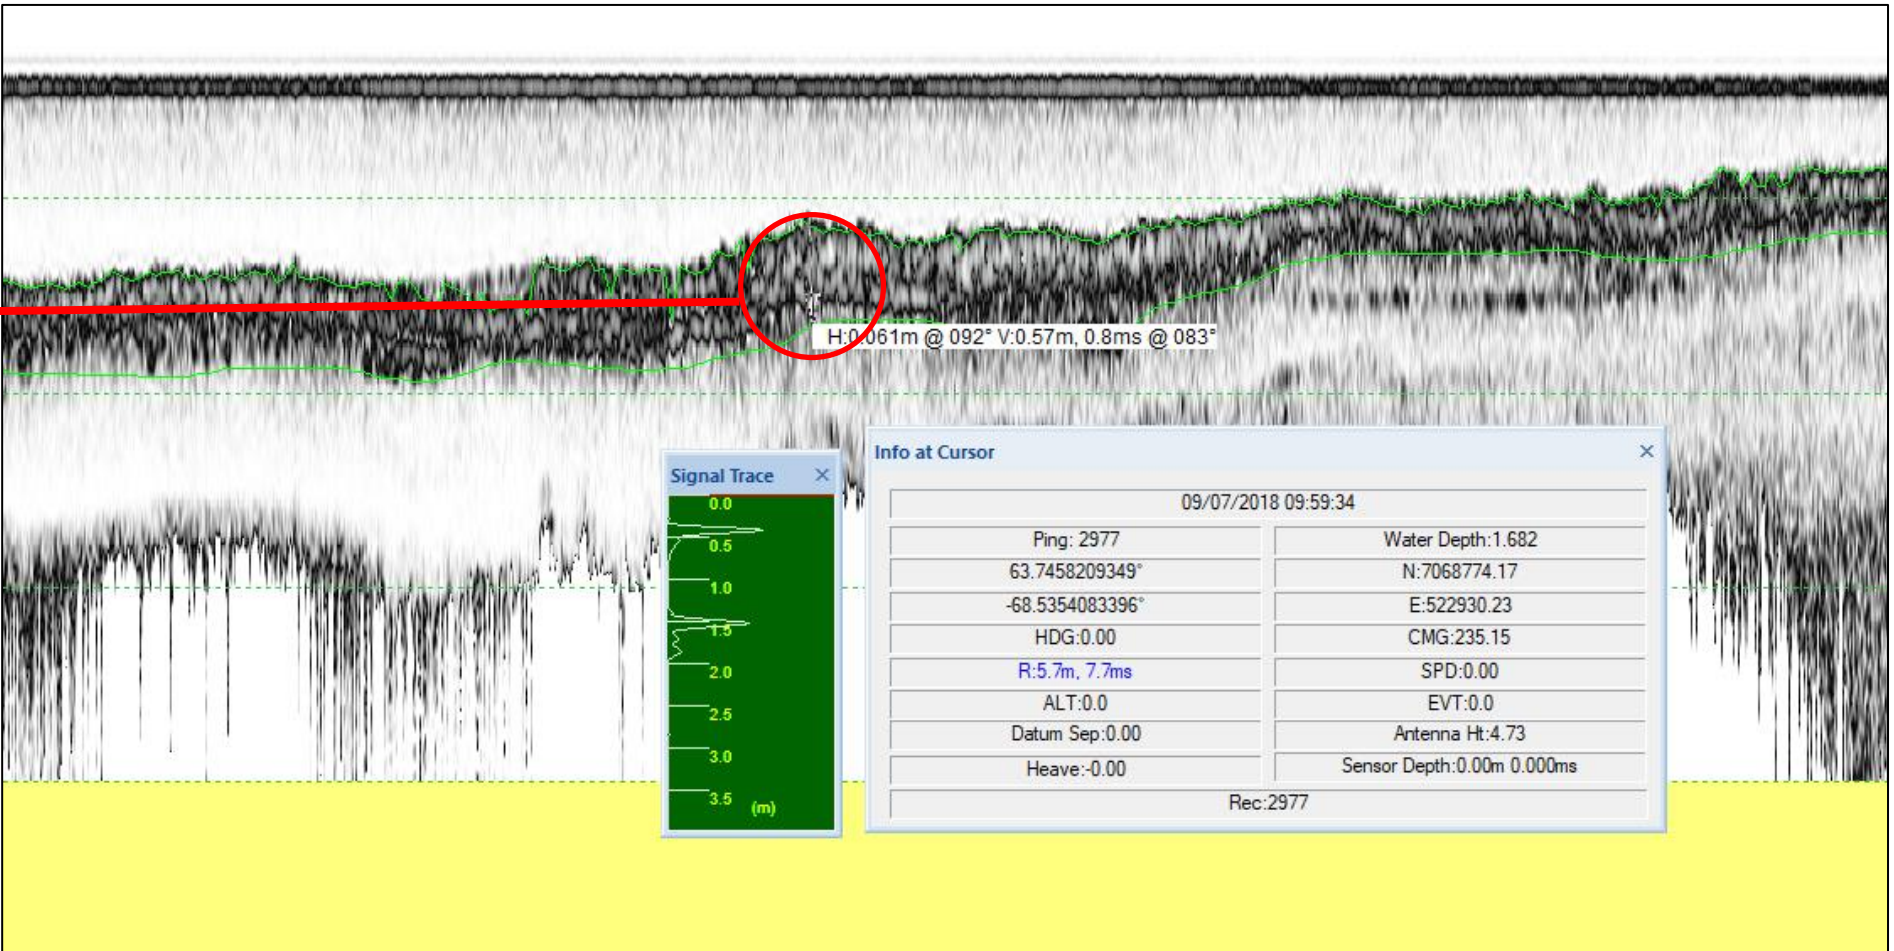 H:0.061m @ 092° V:0.57m, 0.8ms @ 083°
Signal Trace
0.0
0.5
1.0
1.5
2.0
2.5
3.0
3.5
(m)
Info at Cursor
09/07/2018 09:59:34
Ping: 2977
Water Depth:1.682
63.7458209349°
N:7068774.17
-68.5354083396°
E:522930.23
HDG:0.00
CMG:235.15
R:5.7m, 7.7ms
SPD:0.00
ALT:0.0
EVT:0.0
Datum Sep:0.00
Antenna Ht:4.73
Heave:-0.00
Sensor Depth:0.00m 0.000ms
Rec:2977